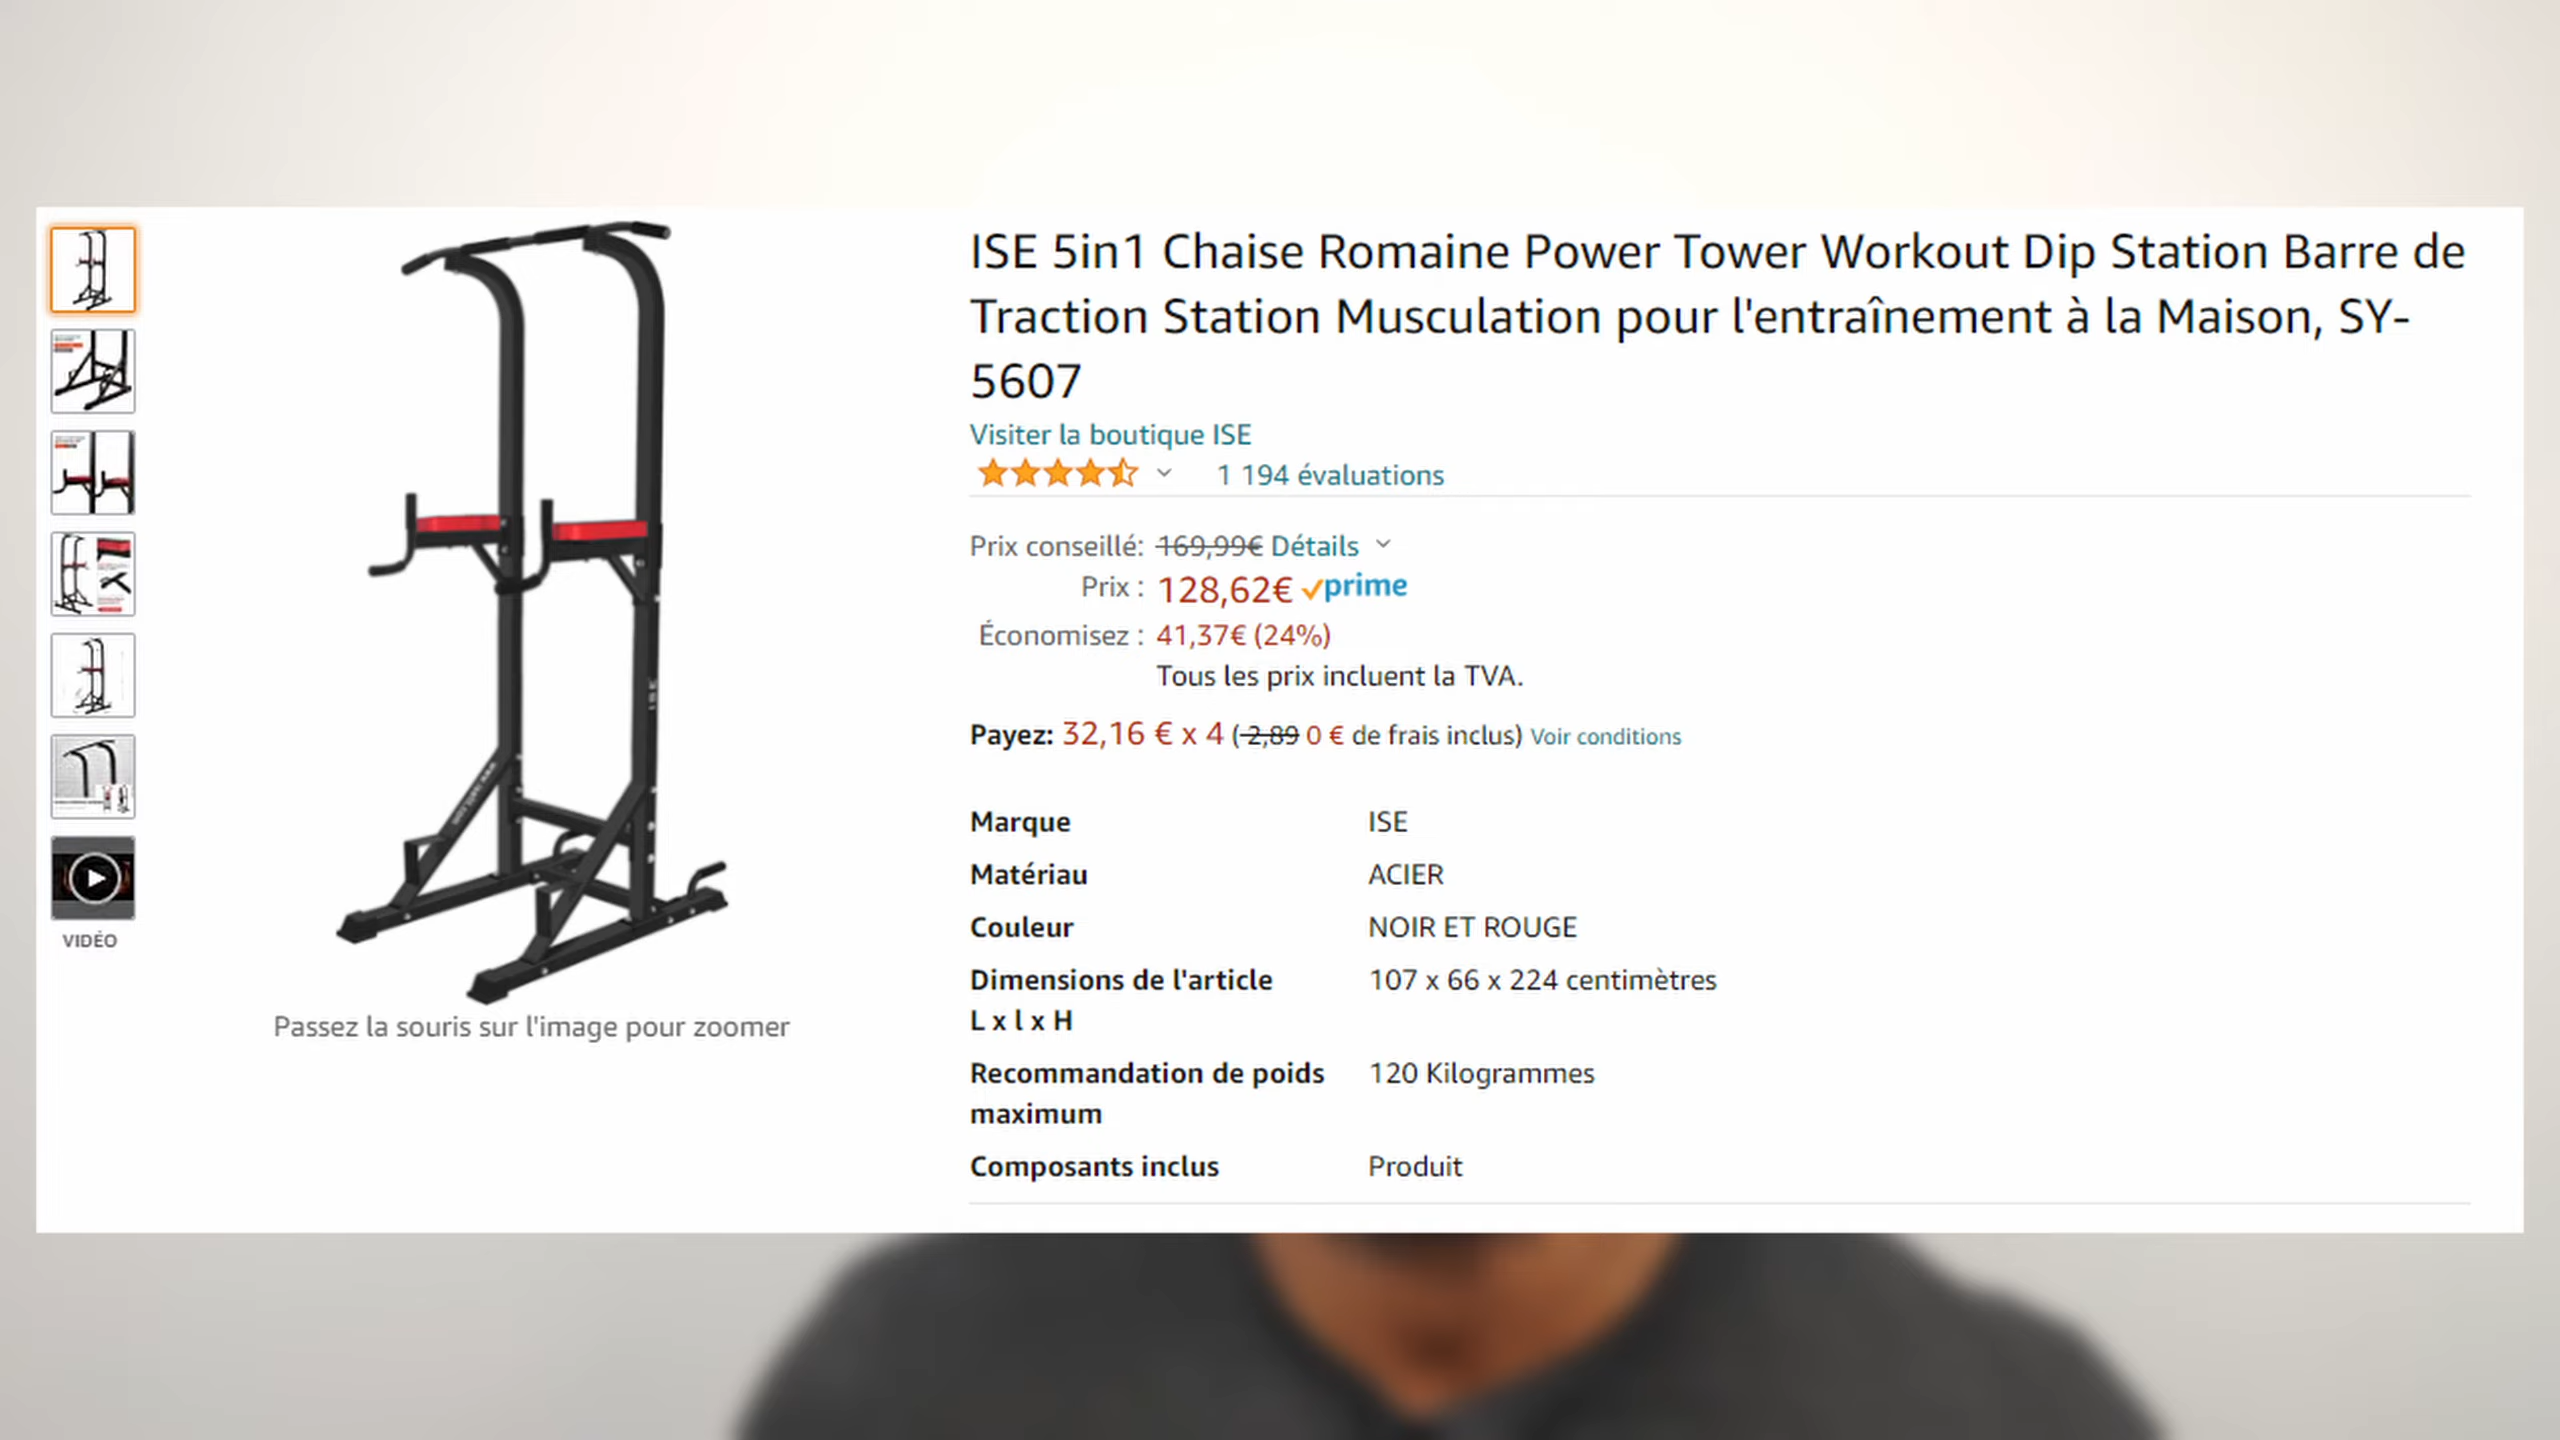 ISE 5in1 Chaise Romaine Power Tower Workout Dip Station Barre de
Traction Station Musculation pour l'entraînement à la Maison, SY-
5607
Visiter la boutique ISE
1 194 évaluations
Prix conseillé: 169,99€ Détails
Prix : 128,62€ prime
Économisez : 41,37€ (24%)
Tous les prix incluent la TVA.
Payez: 32,16 € x 4 (-2,89 0 € de frais inclus) Voir conditions
Marque ISE
Matériau ACIER
Couleur NOIR ET ROUGE
Dimensions de l'article 107 x 66 x 224 centimètres
L x l x H
Recommandation de poids 120 Kilogrammes
maximum
Composants inclus Produit
VIDÉO
Passez la souris sur l'image pour zoomer
ISE